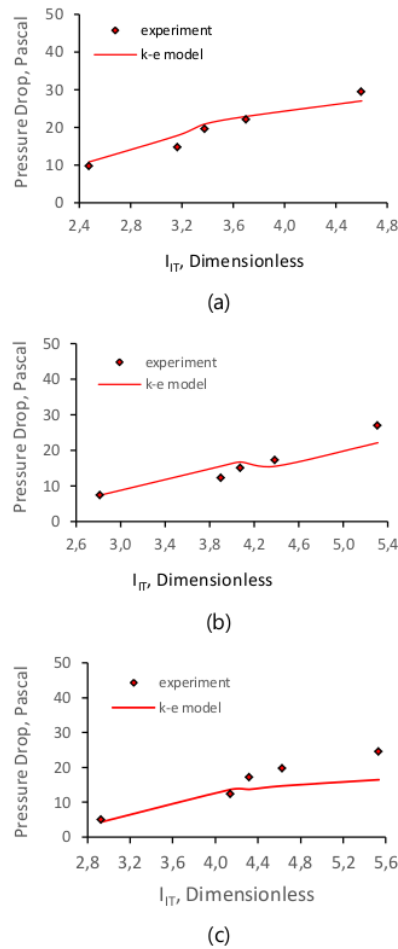 Pressure Drop, Pascal
50
40
30
20
10
0
experiment
k-e model
2,4 2,8 3,2 3,6 4,0 4,4 4,8
I_IT, Dimensionless
(a)
Pressure Drop, Pascal
50
40
30
20
10
0
experiment
k-e model
2,6 3,0 3,4 3,8 4,2 4,6 5,0 5,4
I_IT, Dimensionless
(b)
Pressure Drop, Pascal
50
40
30
20
10
0
experiment
k-e model
2,8 3,2 3,6 4,0 4,4 4,8 5,2 5,6
I_IT, Dimensionless
(c)